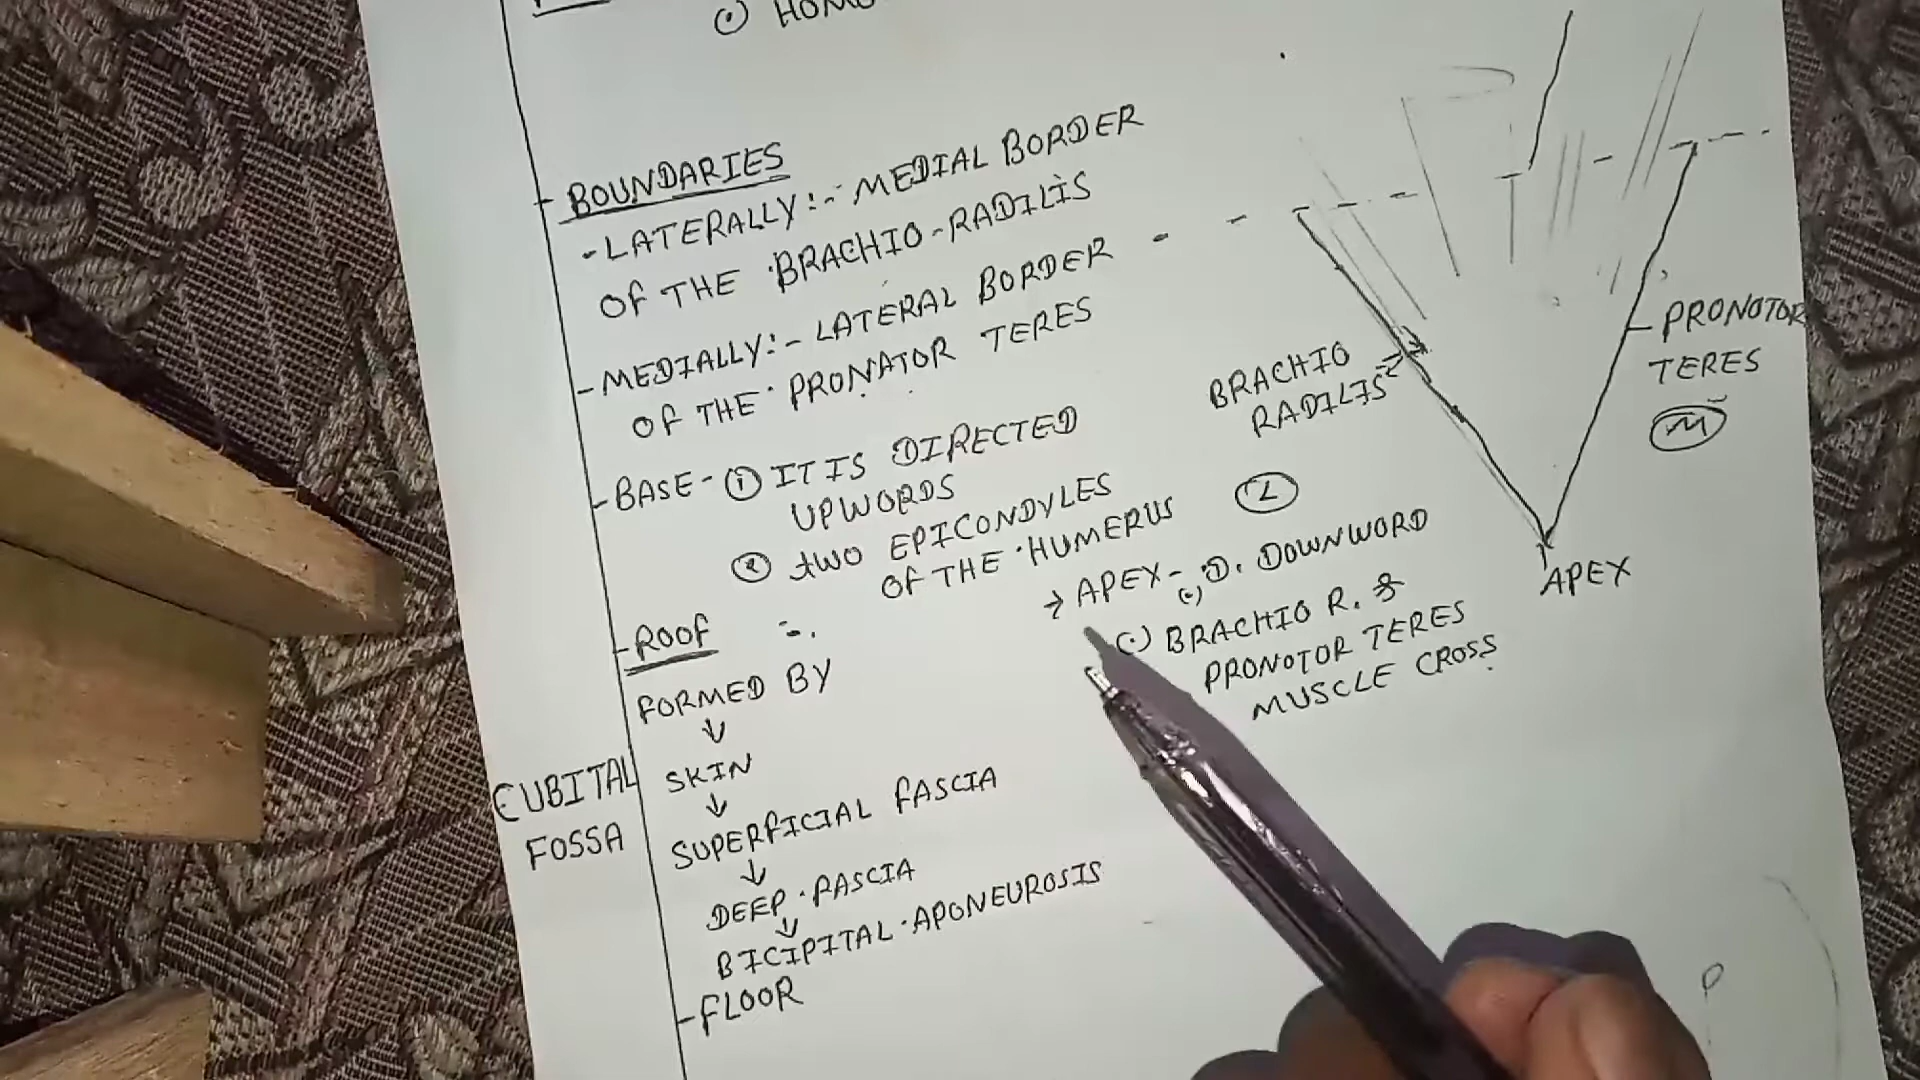 BOUNDARIES
- LATERALLY:- MEDIAL BORDER
OF THE BRACHIO-RADILIS
- MEDIALLY:- LATERAL BORDER
OF THE PRONATOR TERES
- BASE - ① IT IS DIRECTED
UPWORDS
② TWO EPICONDYLES
OF THE HUMERUS
- ROOF :-
FORMED BY
↓
SKIN
↓
SUPERFICIAL FASCIA
↓
DEEP FASCIA
↓
BICIPITAL APONEUROSIS
- FLOOR
CUBITAL
FOSSA
→ APEX - D. DOWNWORD
BRACHIO R. &
PRONOTOR TERES
MUSCLE CROSS
BRACHIO
RADILIS
L
PRONOTOR
TERES
M
APEX